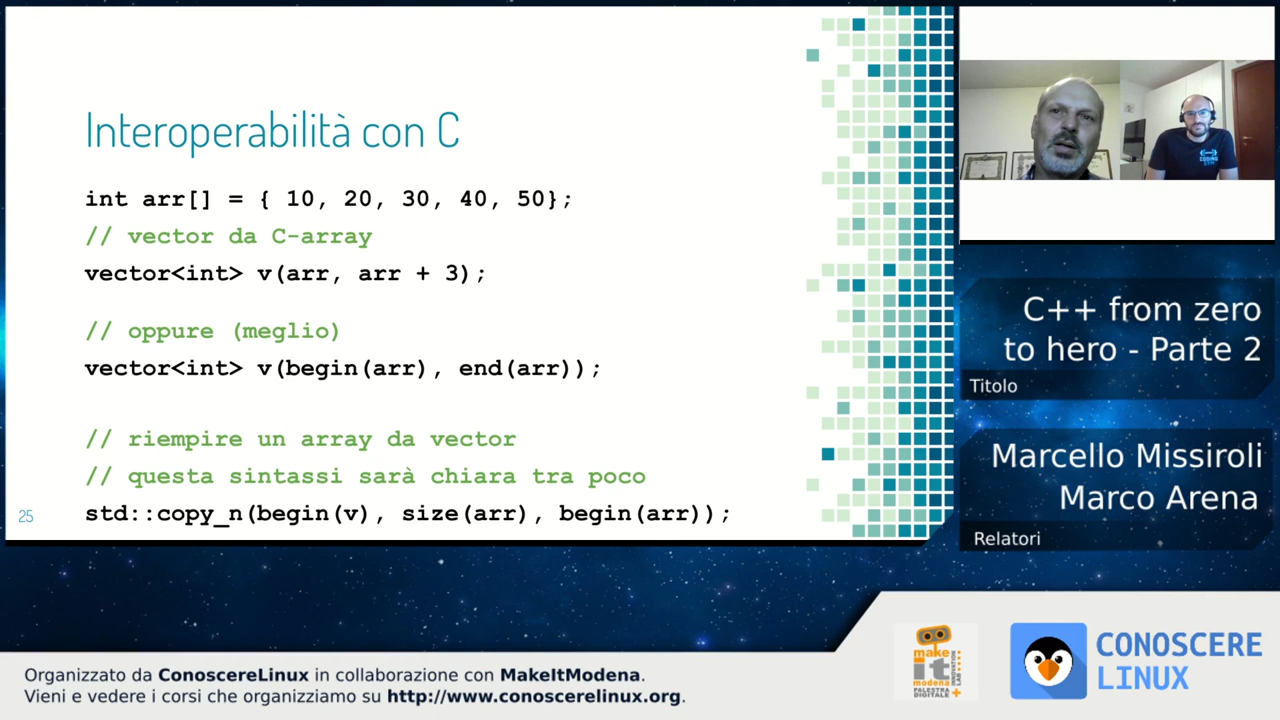 Interoperabilità con C
int arr[] = { 10, 20, 30, 40, 50};
// vector da C-array
vector<int> v(arr, arr + 3);
// oppure (meglio)
vector<int> v(begin(arr), end(arr));
// riempire un array da vector
// questa sintassi sarà chiara tra poco
std::copy_n(begin(v), size(arr), begin(arr));
25
C++ from zero
to hero - Parte 2
Titolo
Marcello Missiroli
Marco Arena
Relatori
make
it
modena
PALESTRA
DIGITALE
CONOSCERE
LINUX
Organizzato da ConoscereLinux in collaborazione con MakeItModena.
Vieni e vedere i corsi che organizziamo su http://www.conoscerelinux.org.